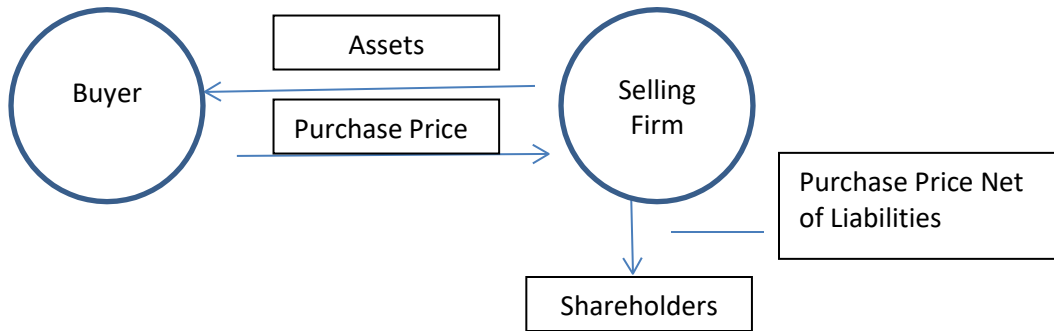 Assets
Buyer
Selling
Firm
Purchase Price
Purchase Price Net
of Liabilities
Shareholders